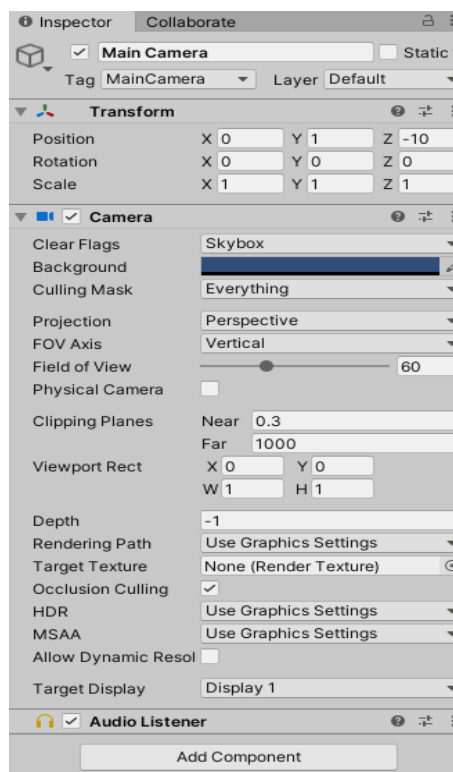 Inspector Collaborate
Main Camera Static
Tag MainCamera Layer Default
Transform
Position X 0 Y 1 Z -10
Rotation X 0 Y 0 Z 0
Scale X 1 Y 1 Z 1
Camera
Clear Flags Skybox
Background
Culling Mask Everything
Projection Perspective
FOV Axis Vertical
Field of View 60
Physical Camera
Clipping Planes Near 0.3
Far 1000
Viewport Rect X 0 Y 0
W 1 H 1
Depth -1
Rendering Path Use Graphics Settings
Target Texture None (Render Texture)
Occlusion Culling
HDR Use Graphics Settings
MSAA Use Graphics Settings
Allow Dynamic Resol
Target Display Display 1
Audio Listener
Add Component